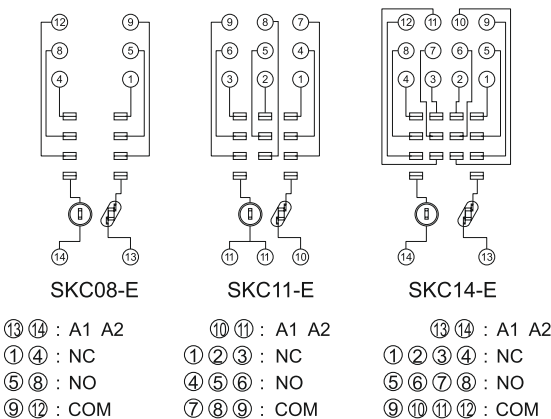 12 9 9 8 7 12 11 10 9
8 5 6 5 4 8 7 6 5
4 1 3 2 1 4 3 2 1
14 13 11 11 10 14 13
SKC08-E SKC11-E SKC14-E
⑬ ⑭ : A1 A2
① ④ : NC
⑤ ⑧ : NO
⑨ ⑫ : COM
⑩ ⑪ : A1 A2
① ② ③ : NC
④ ⑤ ⑥ : NO
⑦ ⑧ ⑨ : COM
⑬ ⑭ : A1 A2
① ② ③ ④ : NC
⑤ ⑥ ⑦ ⑧ : NO
⑨ ⑩ ⑪ ⑫ : COM